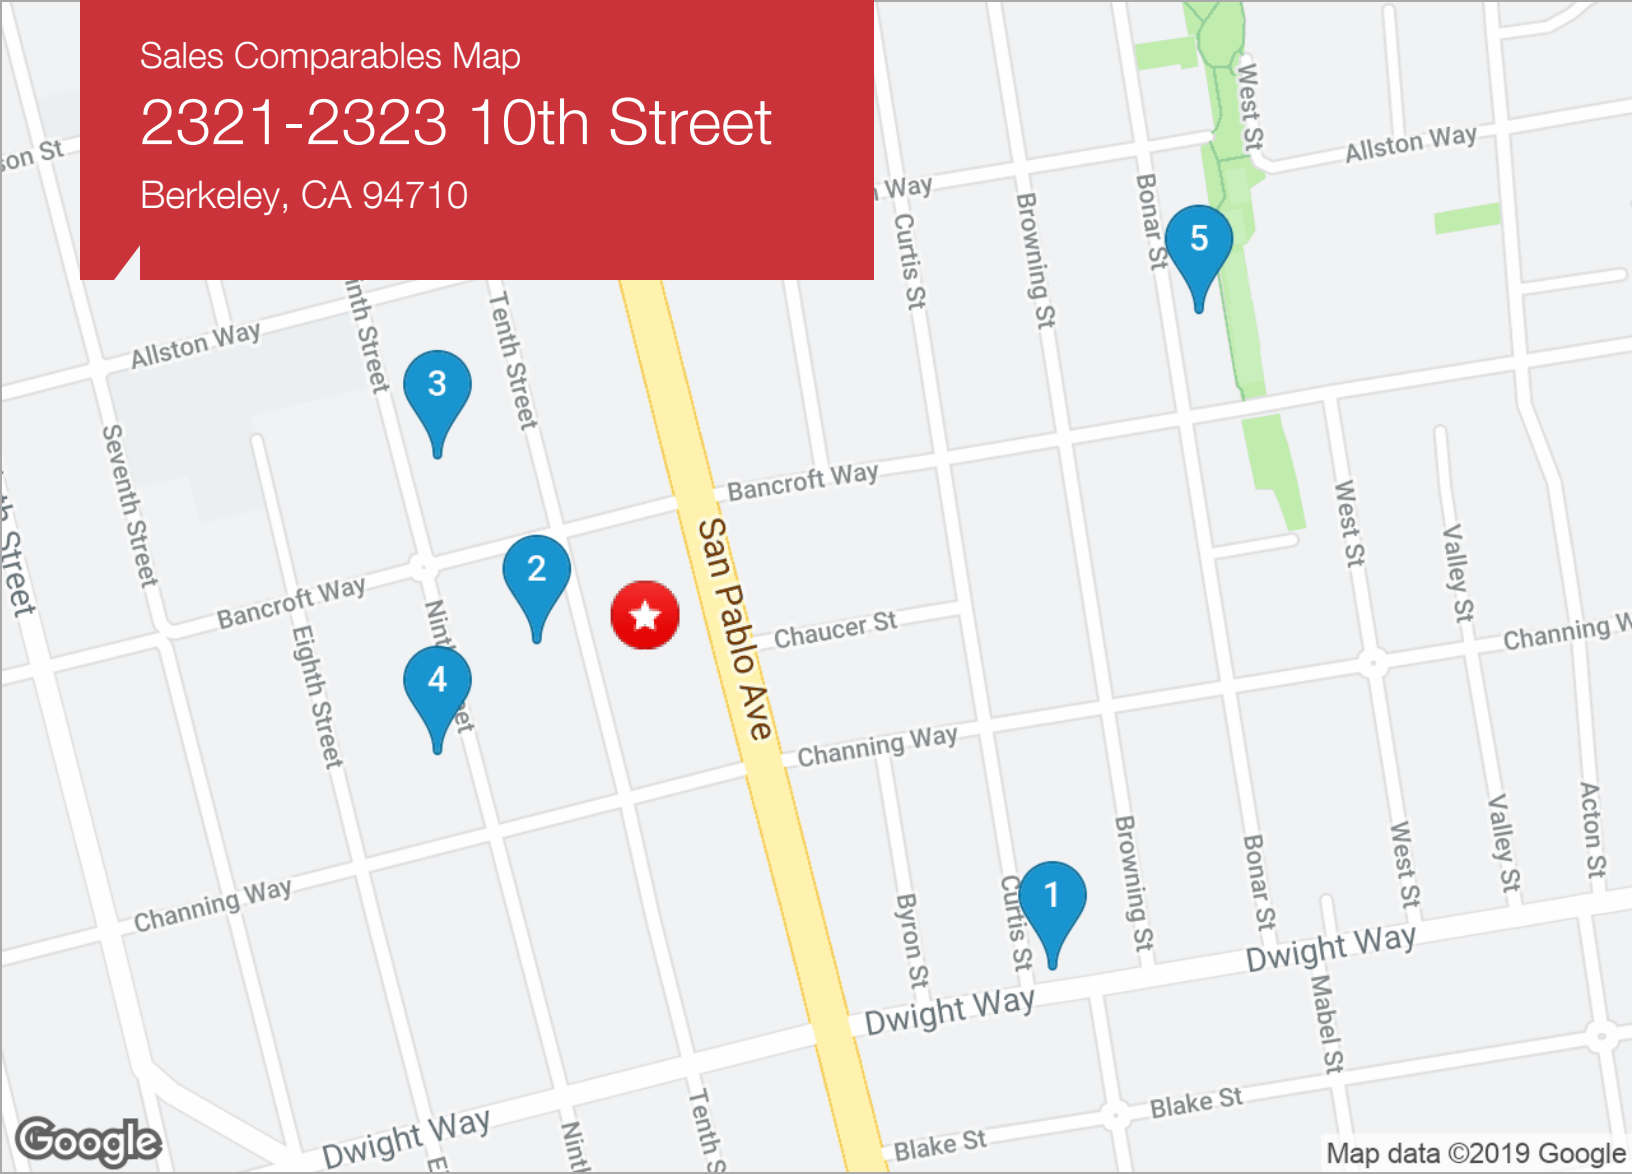 Sales Comparables Map
2321-2323 10th Street
Berkeley, CA 94710
West St
Allston Way
Way
Bonar St
Curtis St
Browning St
5
Tenth Street
Allston Way
3
Seventh Street
Bancroft Way
West St
Valley St
San Pablo Ave
2
Bancroft Way
Eighth Street
Chaucer St
4
Channing Way
Acton St
Valley St
West St
Browning St
Bonar St
1
Curtis St
Byron St
Channing Way
Dwight Way
Dwight Way
Mabel St
Blake St
Blake St
Dwight Way
Google
Map data ©2019 Google